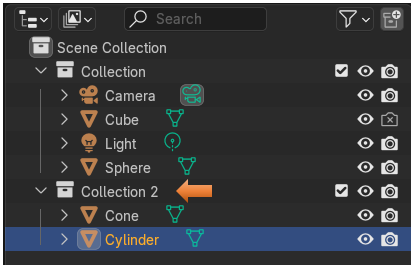 Search
Scene Collection
Collection
Camera
Cube
Light
Sphere
Collection 2
Cone
Cylinder